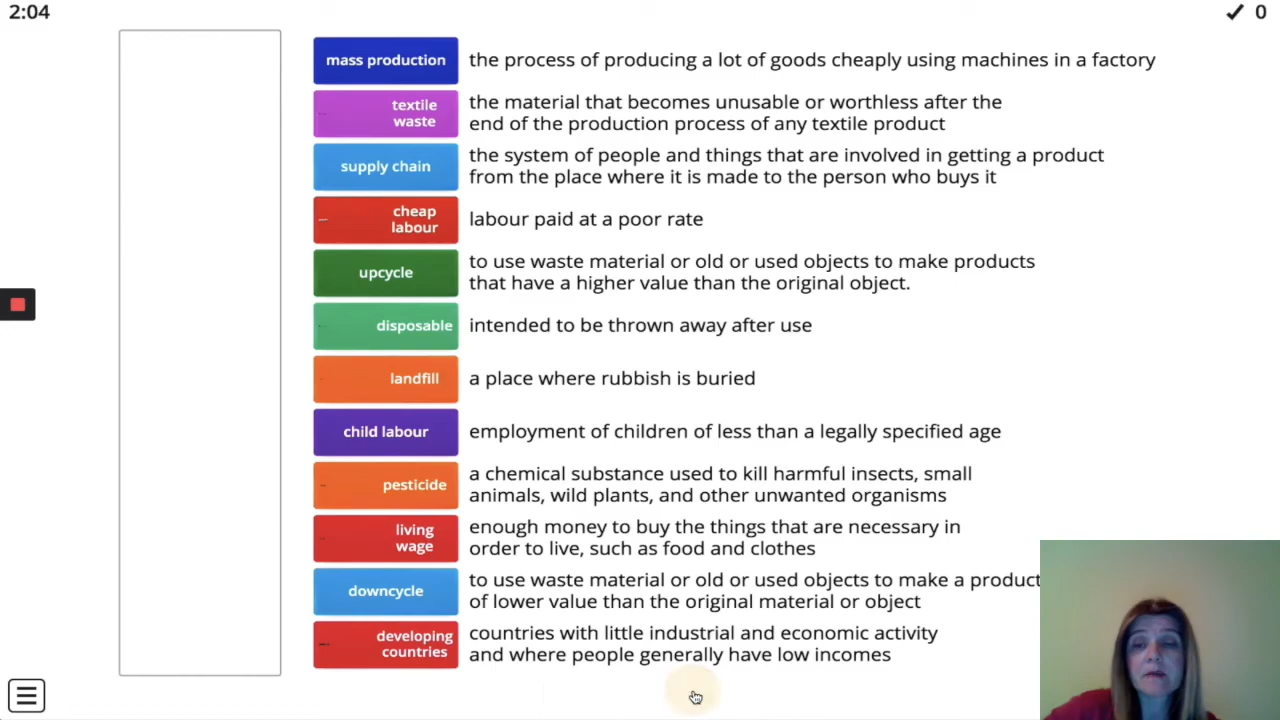 2:04
✓ 0
mass production
the process of producing a lot of goods cheaply using machines in a factory
textile
waste
the material that becomes unusable or worthless after the
end of the production process of any textile product
supply chain
the system of people and things that are involved in getting a product
from the place where it is made to the person who buys it
cheap
labour
labour paid at a poor rate
upcycle
to use waste material or old or used objects to make products
that have a higher value than the original object.
disposable
intended to be thrown away after use
landfill
a place where rubbish is buried
child labour
employment of children of less than a legally specified age
pesticide
a chemical substance used to kill harmful insects, small
animals, wild plants, and other unwanted organisms
living
wage
enough money to buy the things that are necessary in
order to live, such as food and clothes
downcycle
to use waste material or old or used objects to make a product
of lower value than the original material or object
developing
countries
countries with little industrial and economic activity
and where people generally have low incomes